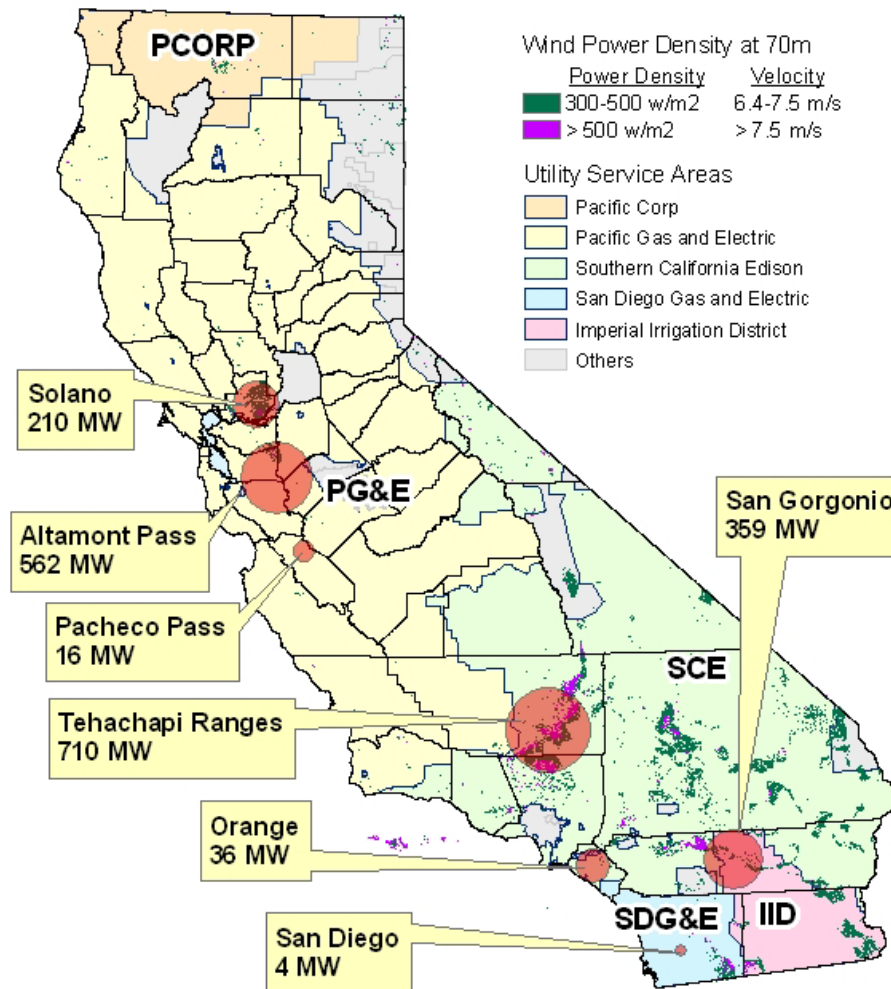 PCORP
Wind Power Density at 70m
Power Density Velocity
300-500 w/m2 6.4-7.5 m/s
> 500 w/m2 > 7.5 m/s
Utility Service Areas
Pacific Corp
Pacific Gas and Electric
Southern California Edison
San Diego Gas and Electric
Imperial Irrigation District
Others
Solano
210 MW
PG&E
Altamont Pass
562 MW
San Gorgonio
359 MW
Pacheco Pass
16 MW
SCE
Tehachapi Ranges
710 MW
Orange
36 MW
SDG&E
IID
San Diego
4 MW